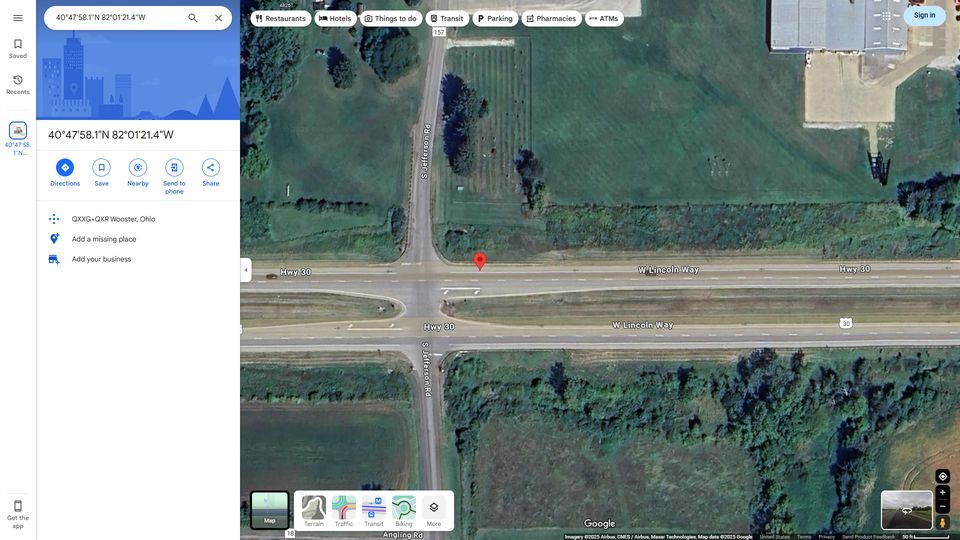 40°47'58.1"N 82°01'21.4"W
Restaurants
Hotels
Things to do
Transit
Parking
Pharmacies
ATMs
Sign in
Saved
Recents
40°47'58.
1"N...
40°47'58.1"N 82°01'21.4"W
Directions
Save
Nearby
Send to
phone
Share
QXXG+QXR Wooster, Ohio
Add a missing place
Add your business
157
S Jefferson Rd
Hwy 30
W Lincoln Way
Hwy 30
Hwy 30
W Lincoln Way
30
S Jefferson Rd
18
Angling Rd
Get the
app
Map
Terrain
Traffic
Transit
Biking
More
Google
Imagery ©2025 Airbus, CNES / Airbus, Maxar Technologies, Map data ©2025 Google
United States
Terms
Privacy
Send Product Feedback
50 ft